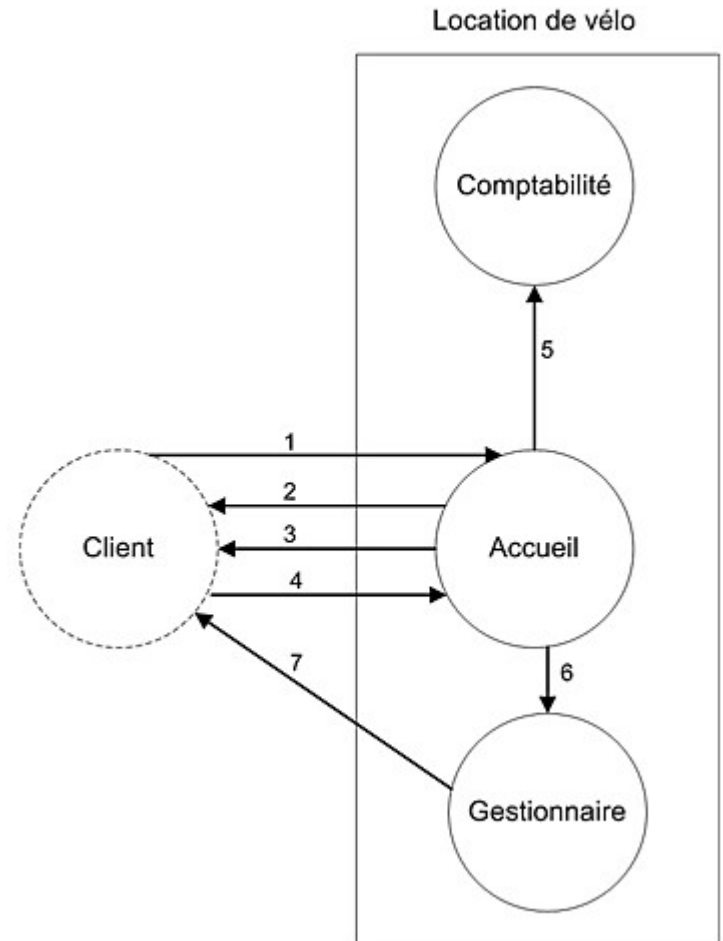 Location de vélo
Comptabilité
5
1
2
Client
3
Accueil
4
7
6
Gestionnaire